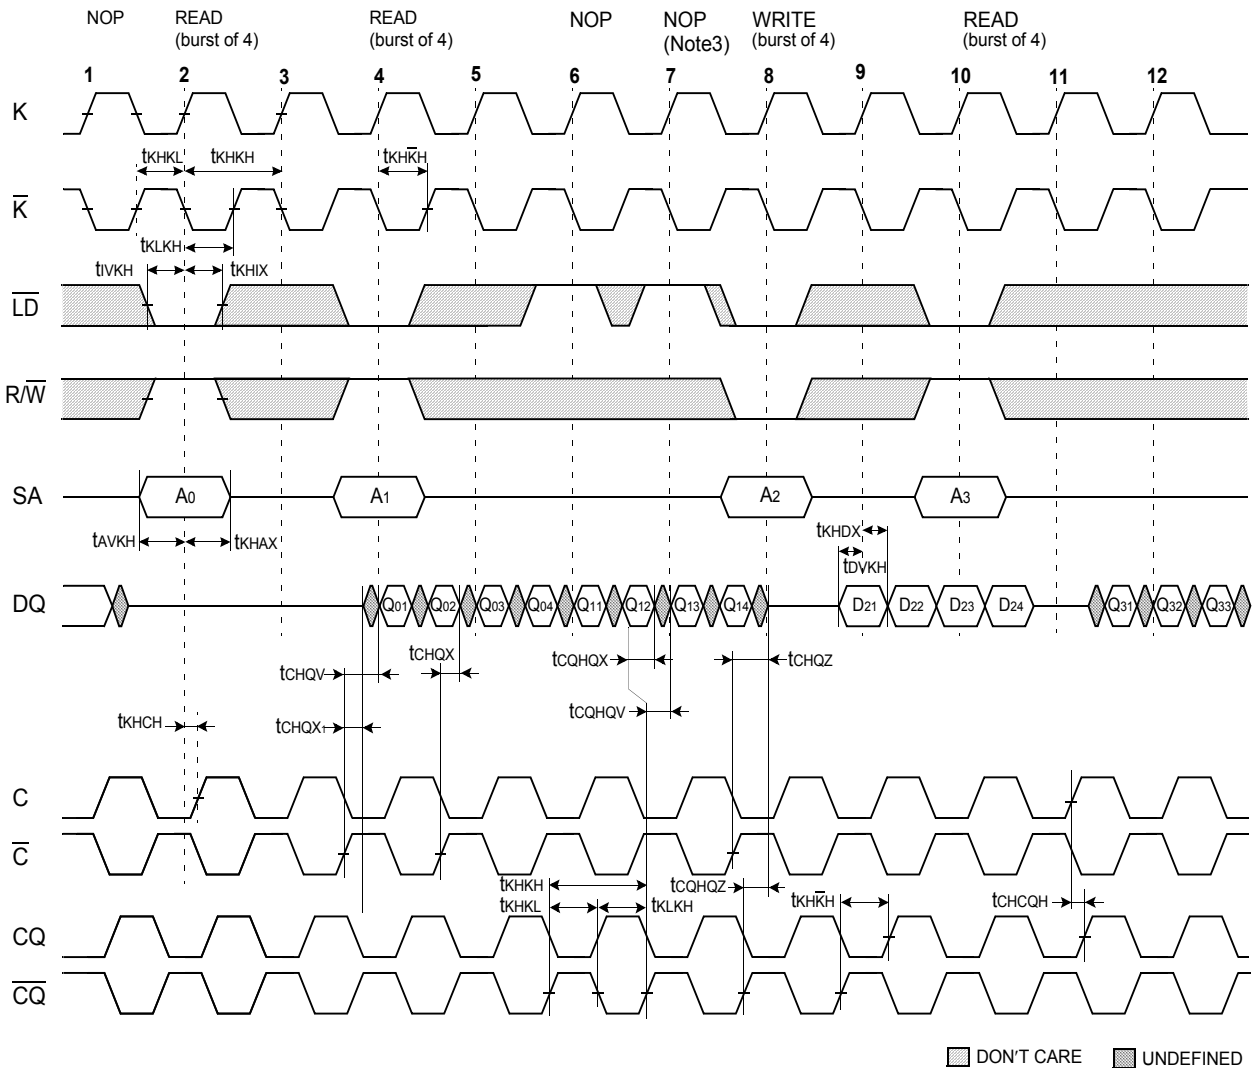 NOP READ READ NOP NOP WRITE READ
(burst of 4) (burst of 4) (Note3) (burst of 4) (burst of 4)
1 2 3 4 5 6 7 8 9 10 11 12
K
tKHKL tKHKH tKHK̅H
K̅
tKLKH
tIVKH tKHIX
L̅D̅
R/W̅
SA A0 A1 A2 A3
tAVKH tKHAX tKHDX
tDVKH
DQ Q01 Q02 Q03 Q04 Q11 Q12 Q13 Q14 D21 D22 D23 D24 Q31 Q32 Q33
tCHQV tCHQX tCQHQX tCHQZ
tKHCH tCHQX1 tCQHQV
C
C̅
tKHKH tCQHQZ tKHK̅H tCHCQH
tKHKL tKLKH
CQ
C̅Q̅
DON'T CARE UNDEFINED